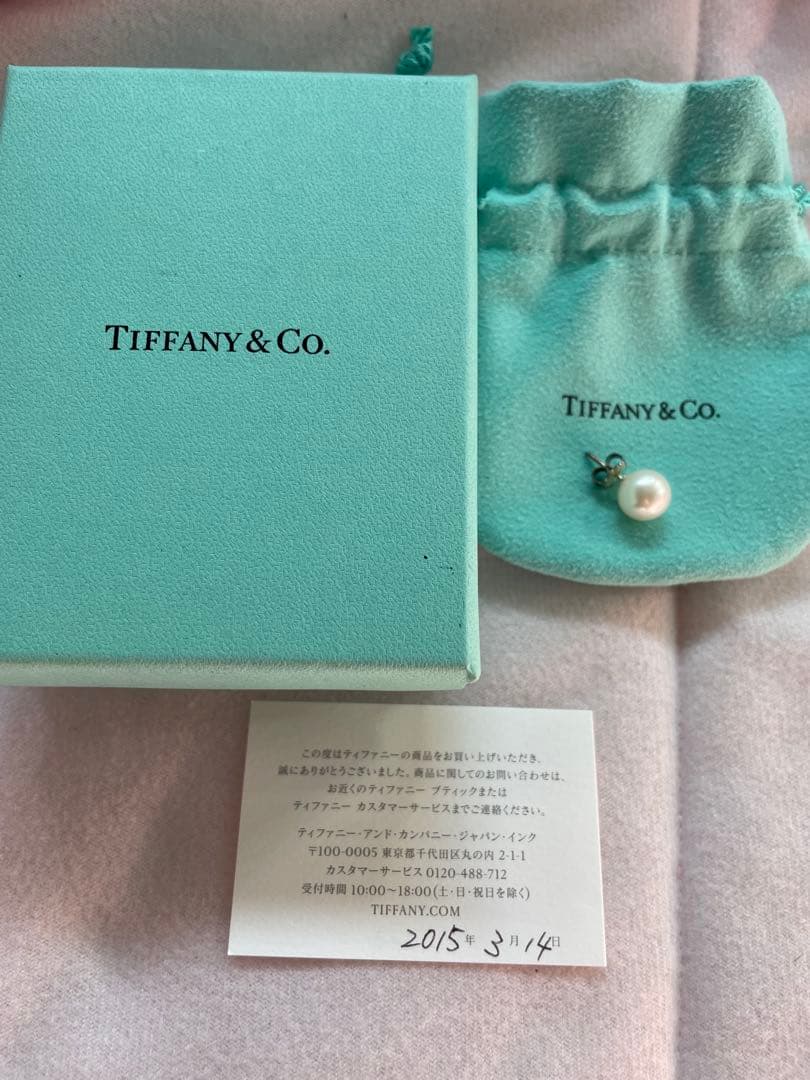 TIFFANY & CO.
TIFFANY & CO.
この度はティファニーの商品をお買い上げいただき、
誠にありがとうございました。商品に関してのお問い合わせは、
お近くのティファニー ブティックまたは
ティファニー カスタマーサービスまでご連絡ください。
ティファニー・アンド・カンパニー・ジャパン・インク
〒100-0005 東京都千代田区丸の内 2-1-1
カスタマーサービス 0120-488-712
受付時間 10:00〜18:00(土・日・祝日を除く)
TIFFANY.COM
2015年 3月 14日